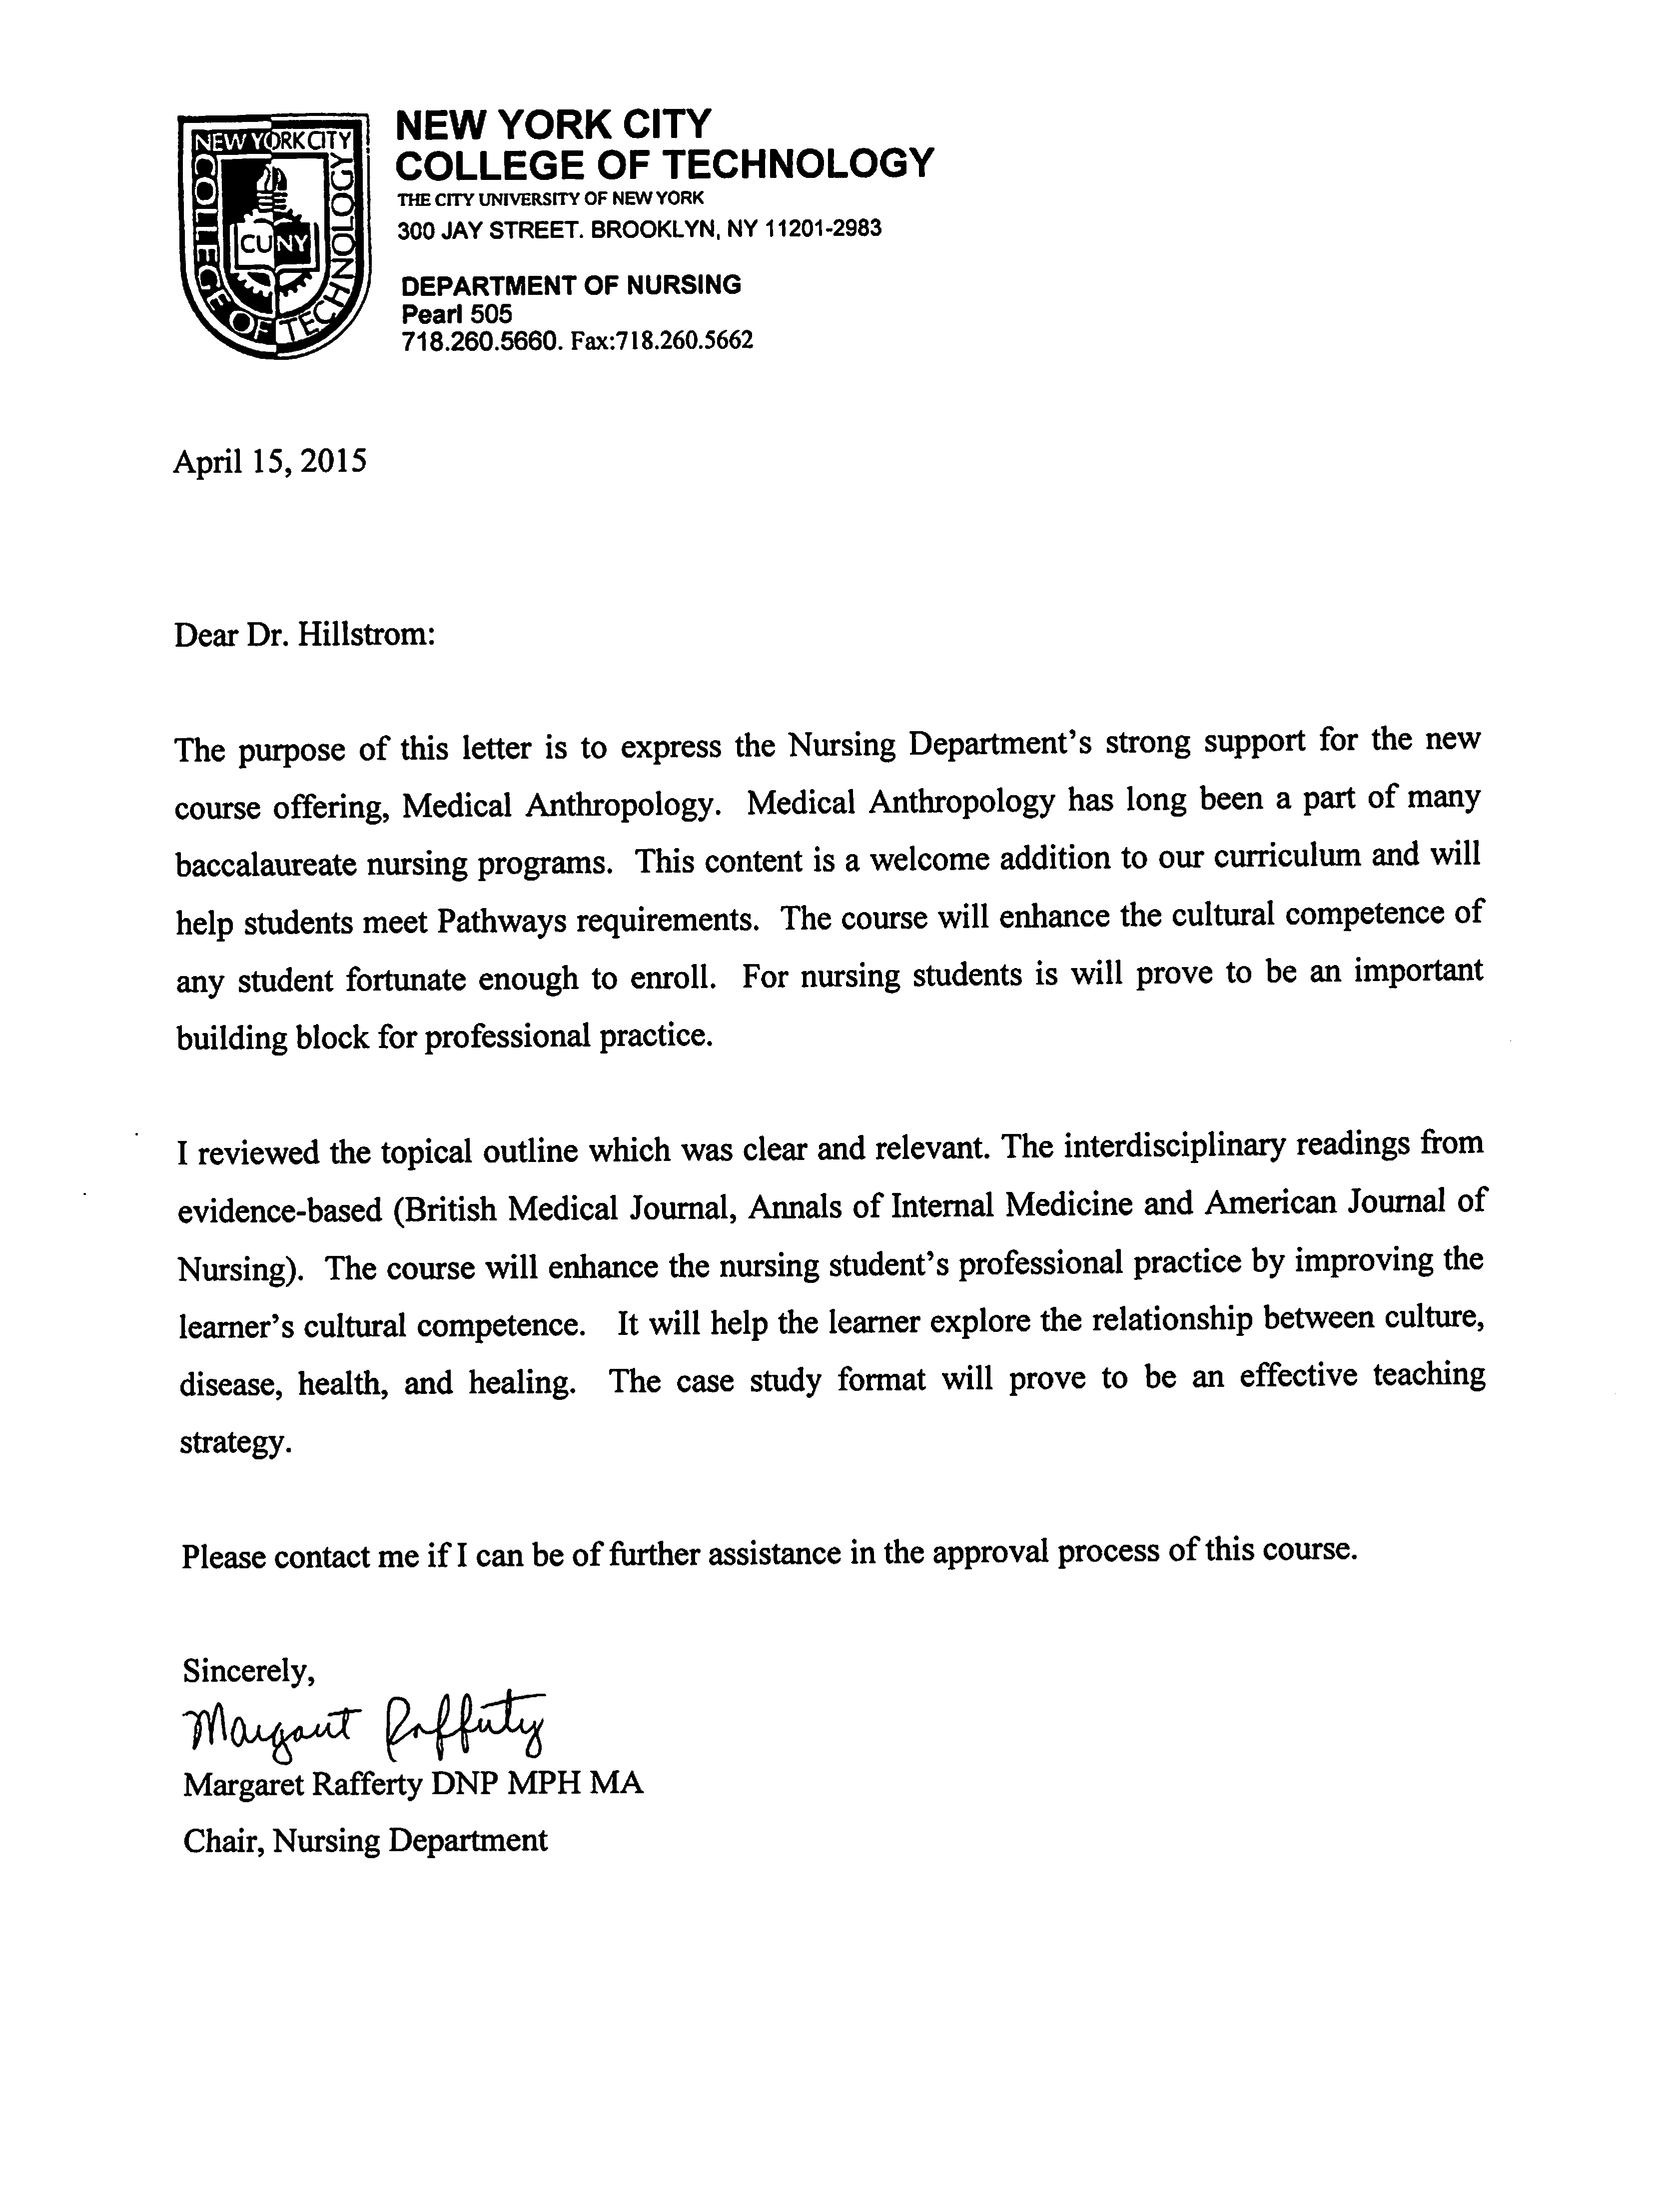 NEW YORK CITY
COLLEGE OF TECHNOLOGY
CUNY
NEW YORK CITY
COLLEGE OF TECHNOLOGY
THE CITY UNIVERSITY OF NEW YORK
300 JAY STREET. BROOKLYN, NY 11201-2983
DEPARTMENT OF NURSING
Pearl 505
718.260.5660. Fax:718.260.5662
April 15, 2015
Dear Dr. Hillstrom:
The purpose of this letter is to express the Nursing Department’s strong support for the new
course offering, Medical Anthropology. Medical Anthropology has long been a part of many
baccalaureate nursing programs. This content is a welcome addition to our curriculum and will
help students meet Pathways requirements. The course will enhance the cultural competence of
any student fortunate enough to enroll. For nursing students is will prove to be an important
building block for professional practice.
I reviewed the topical outline which was clear and relevant. The interdisciplinary readings from
evidence-based (British Medical Journal, Annals of Internal Medicine and American Journal of
Nursing). The course will enhance the nursing student’s professional practice by improving the
learner’s cultural competence. It will help the learner explore the relationship between culture,
disease, health, and healing. The case study format will prove to be an effective teaching
strategy.
Please contact me if I can be of further assistance in the approval process of this course.
Sincerely,
Margaret Rafferty
Margaret Rafferty DNP MPH MA
Chair, Nursing Department